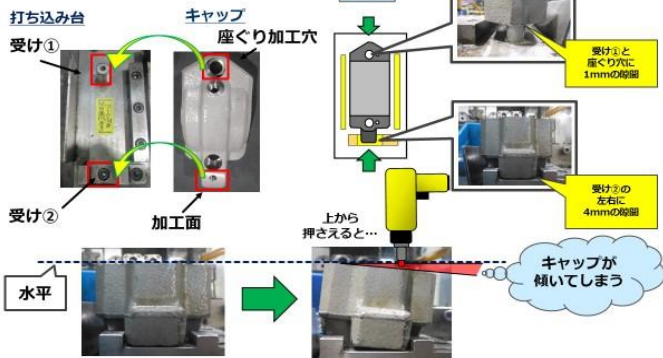 打ち込み台
キャップ
受け①
座ぐり加工穴
受け①と
座ぐり穴に
1mmの隙間
受け②の
左右に
4mmの隙間
受け②
加工面
上から
押さえると…
水平
キャップが
傾いてしまう